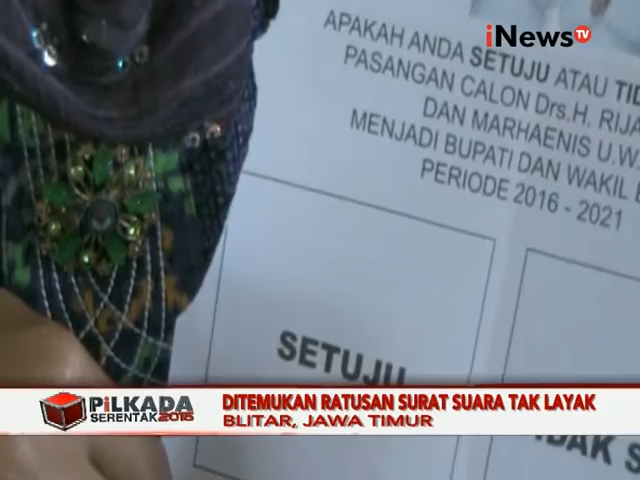 iNews TV
APAKAH ANDA SETUJU ATAU
PASANGAN CALON Drs.H.
DAN MARHAENIS U.W.
MENJADI BUPATI DAN WAKIL
PERIODE 2016 - 2021
SETUJU
PiLKADA
SERENTAK 2015
DITEMUKAN RATUSAN SURAT SUARA TAK LAYAK
BLITAR, JAWA TIMUR